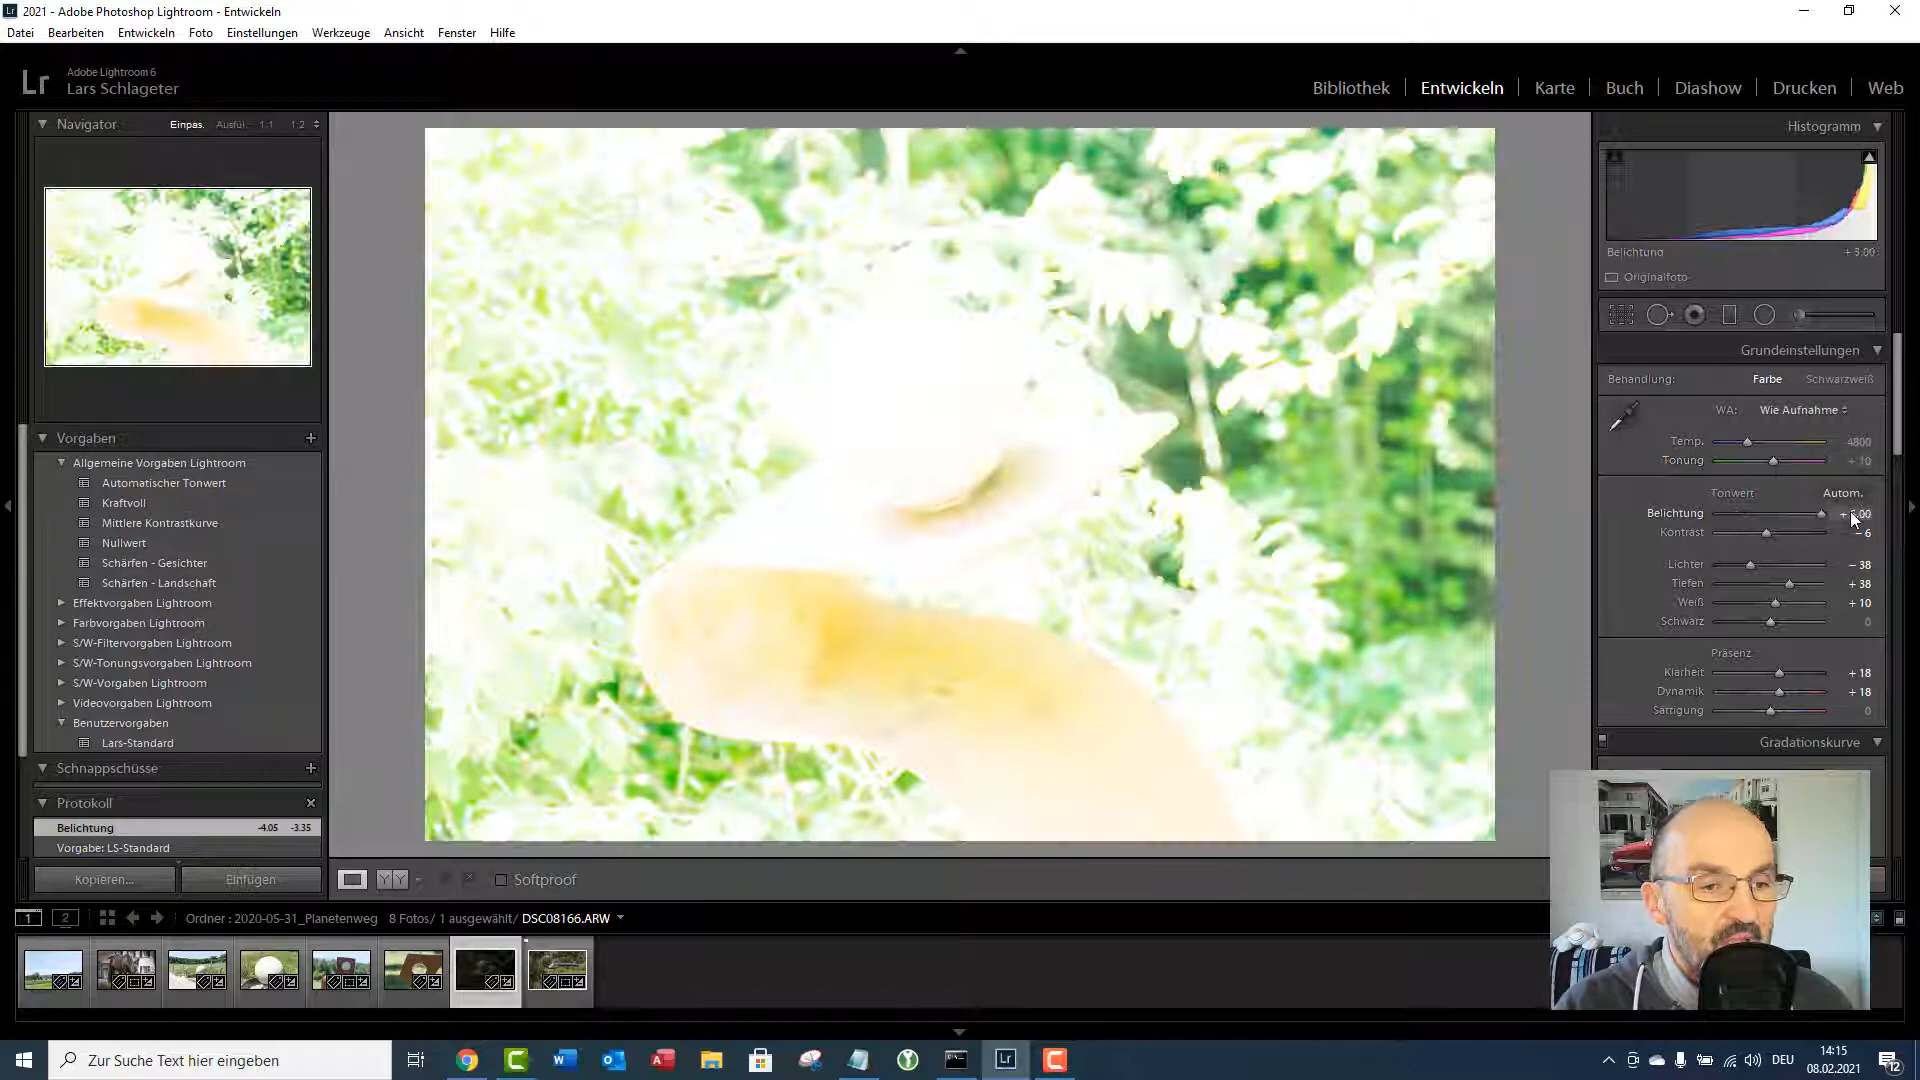 2021 - Adobe Photoshop Lightroom - Entwickeln
Datei Bearbeiten Entwickeln Foto Einstellungen Werkzeuge Ansicht Fenster Hilfe
Lr Adobe Lightroom 6
Lars Schlageter
Bibliothek Entwickeln Karte Buch Diashow Drucken Web
Navigator Einpas. Ausfül. 1:1 1:2
Histogramm
Belichtung + 5.00
Originalfoto
Grundeinstellungen
Behandlung: Farbe Schwarzweiß
WA: Wie Aufnahme
Temp. 4800
Tonung + 10
Tonwert Autom.
Belichtung + 5.00
Kontrast - 6
Lichter - 38
Tiefen + 38
Weiß + 10
Schwarz 0
Präsenz
Klarheit + 18
Dynamik + 18
Sättigung 0
Gradationskurve
Vorgaben
Allgemeine Vorgaben Lightroom
Automatischer Tonwert
Kraftvoll
Mittlere Kontrastkurve
Nullwert
Schärfen - Gesichter
Schärfen - Landschaft
Effektvorgaben Lightroom
Farbvorgaben Lightroom
S/W-Filtervorgaben Lightroom
S/W-Tonungsvorgaben Lightroom
S/W-Vorgaben Lightroom
Videovorgaben Lightroom
Benutzervorgaben
Lars-Standard
Schnappschüsse
Protokoll
Belichtung -4.05 -3.35
Vorgabe: LS-Standard
Kopieren... Einfügen
Softproof
1 2 Ordner : 2020-05-31_Planetenweg 8 Fotos/ 1 ausgewählt/ DSC08166.ARW
Zur Suche Text hier eingeben
DEU
14:15
08.02.2021
12